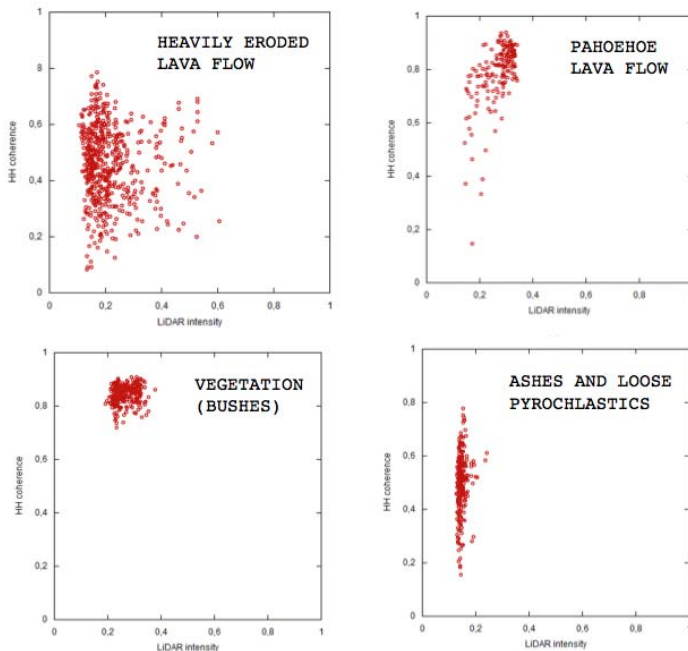 HEAVILY ERODED
LAVA FLOW
HH coherence
1
0,8
0,6
0,4
0,2
0
0 0,2 0,4 0,6 0,8 1
LiDAR intensity
PAHOEHOE
LAVA FLOW
HH coherence
1
0,8
0,6
0,4
0,2
0
0 0,2 0,4 0,6 0,8 1
LiDAR intensity
VEGETATION
(BUSHES)
HH coherence
1
0,8
0,6
0,4
0,2
0
0 0,2 0,4 0,6 0,8 1
LiDAR intensity
ASHES AND LOOSE
PYROCHLASTICS
HH coherence
1
0,8
0,6
0,4
0,2
0
0 0,2 0,4 0,6 0,8 1
LiDAR intensity